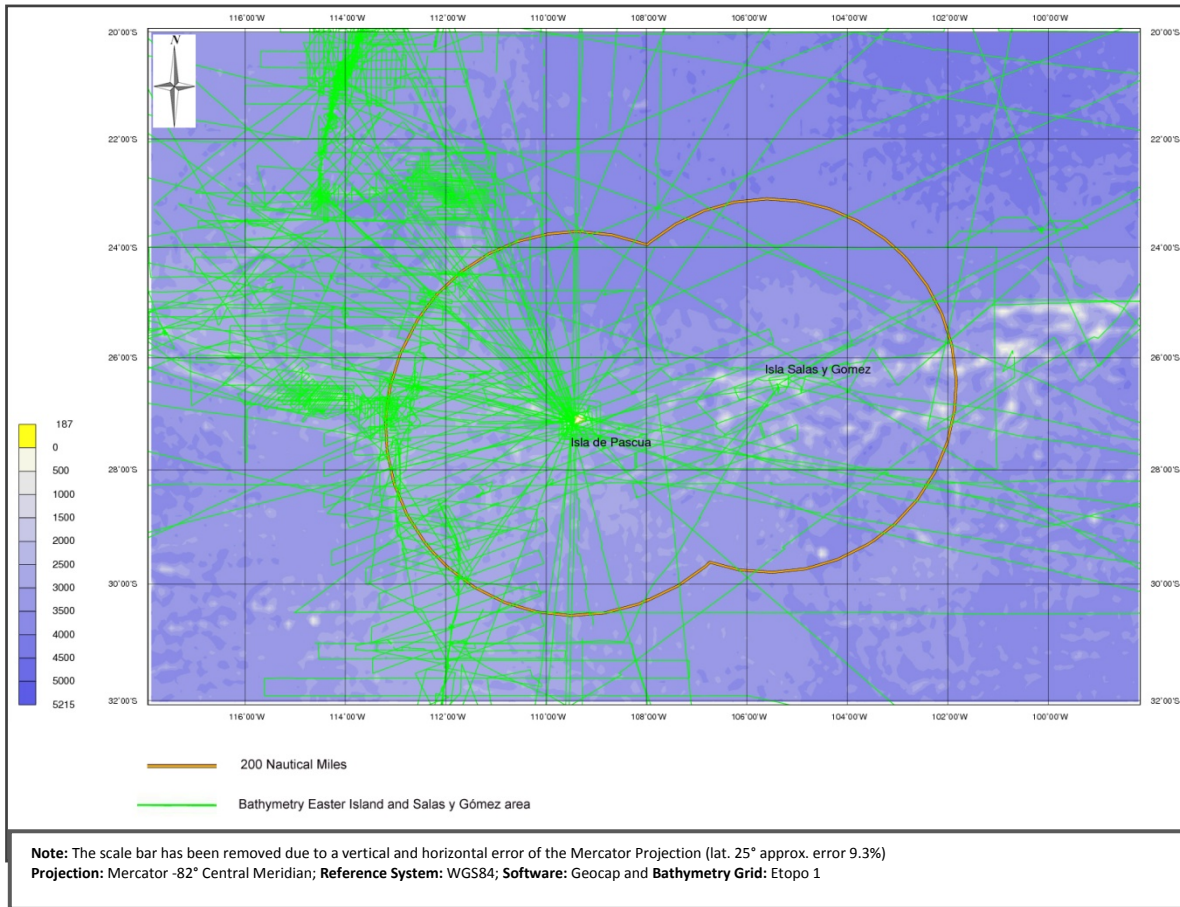 116°00'W 114°00'W 112°00'W 110°00'W 108°00'W 106°00'W 104°00'W 102°00'W 100°00'W
20°00'S 20°00'S
N
22°00'S 22°00'S
24°00'S 24°00'S
26°00'S 26°00'S
Isla Salas y Gomez
Isla de Pascua
28°00'S 28°00'S
30°00'S 30°00'S
32°00'S 32°00'S
187
0
500
1000
1500
2000
2500
3000
3500
4000
4500
5000
5215
116°00'W 114°00'W 112°00'W 110°00'W 108°00'W 106°00'W 104°00'W 102°00'W 100°00'W
200 Nautical Miles
Bathymetry Easter Island and Salas y Gómez area
Note: The scale bar has been removed due to a vertical and horizontal error of the Mercator Projection (lat. 25° approx. error 9.3%)
Projection: Mercator -82° Central Meridian; Reference System: WGS84; Software: Geocap and Bathymetry Grid: Etopo 1